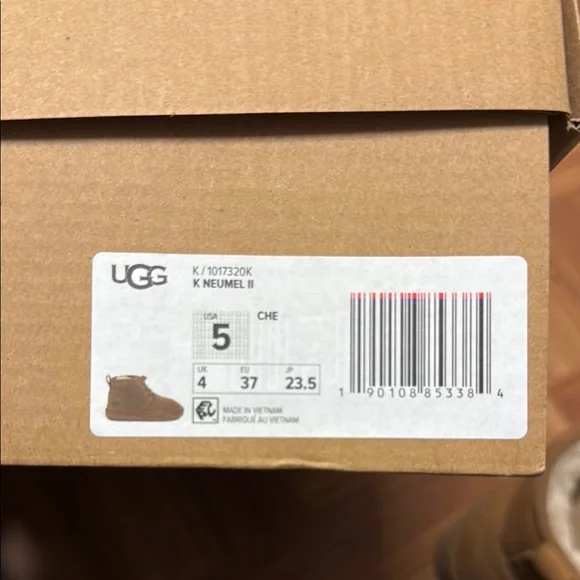 UGG
K / 1017320K
K NEUMEL II
USA
5
CHE
UK EU JP
4 37 23.5
MADE IN VIETNAM
FABRIQUÉ AU VIETNAM
1 90108 85338 4